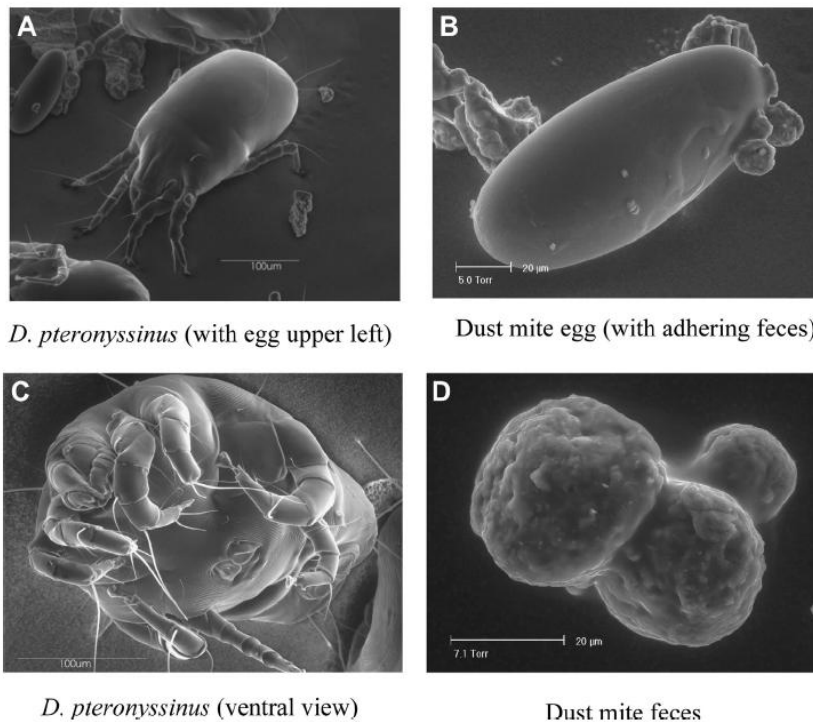 A
B
100um
20 µm
5.0 Torr
D. pteronyssinus (with egg upper left)
Dust mite egg (with adhering feces)
C
D
100um
20 µm
7.1 Torr
D. pteronyssinus (ventral view)
Dust mite feces